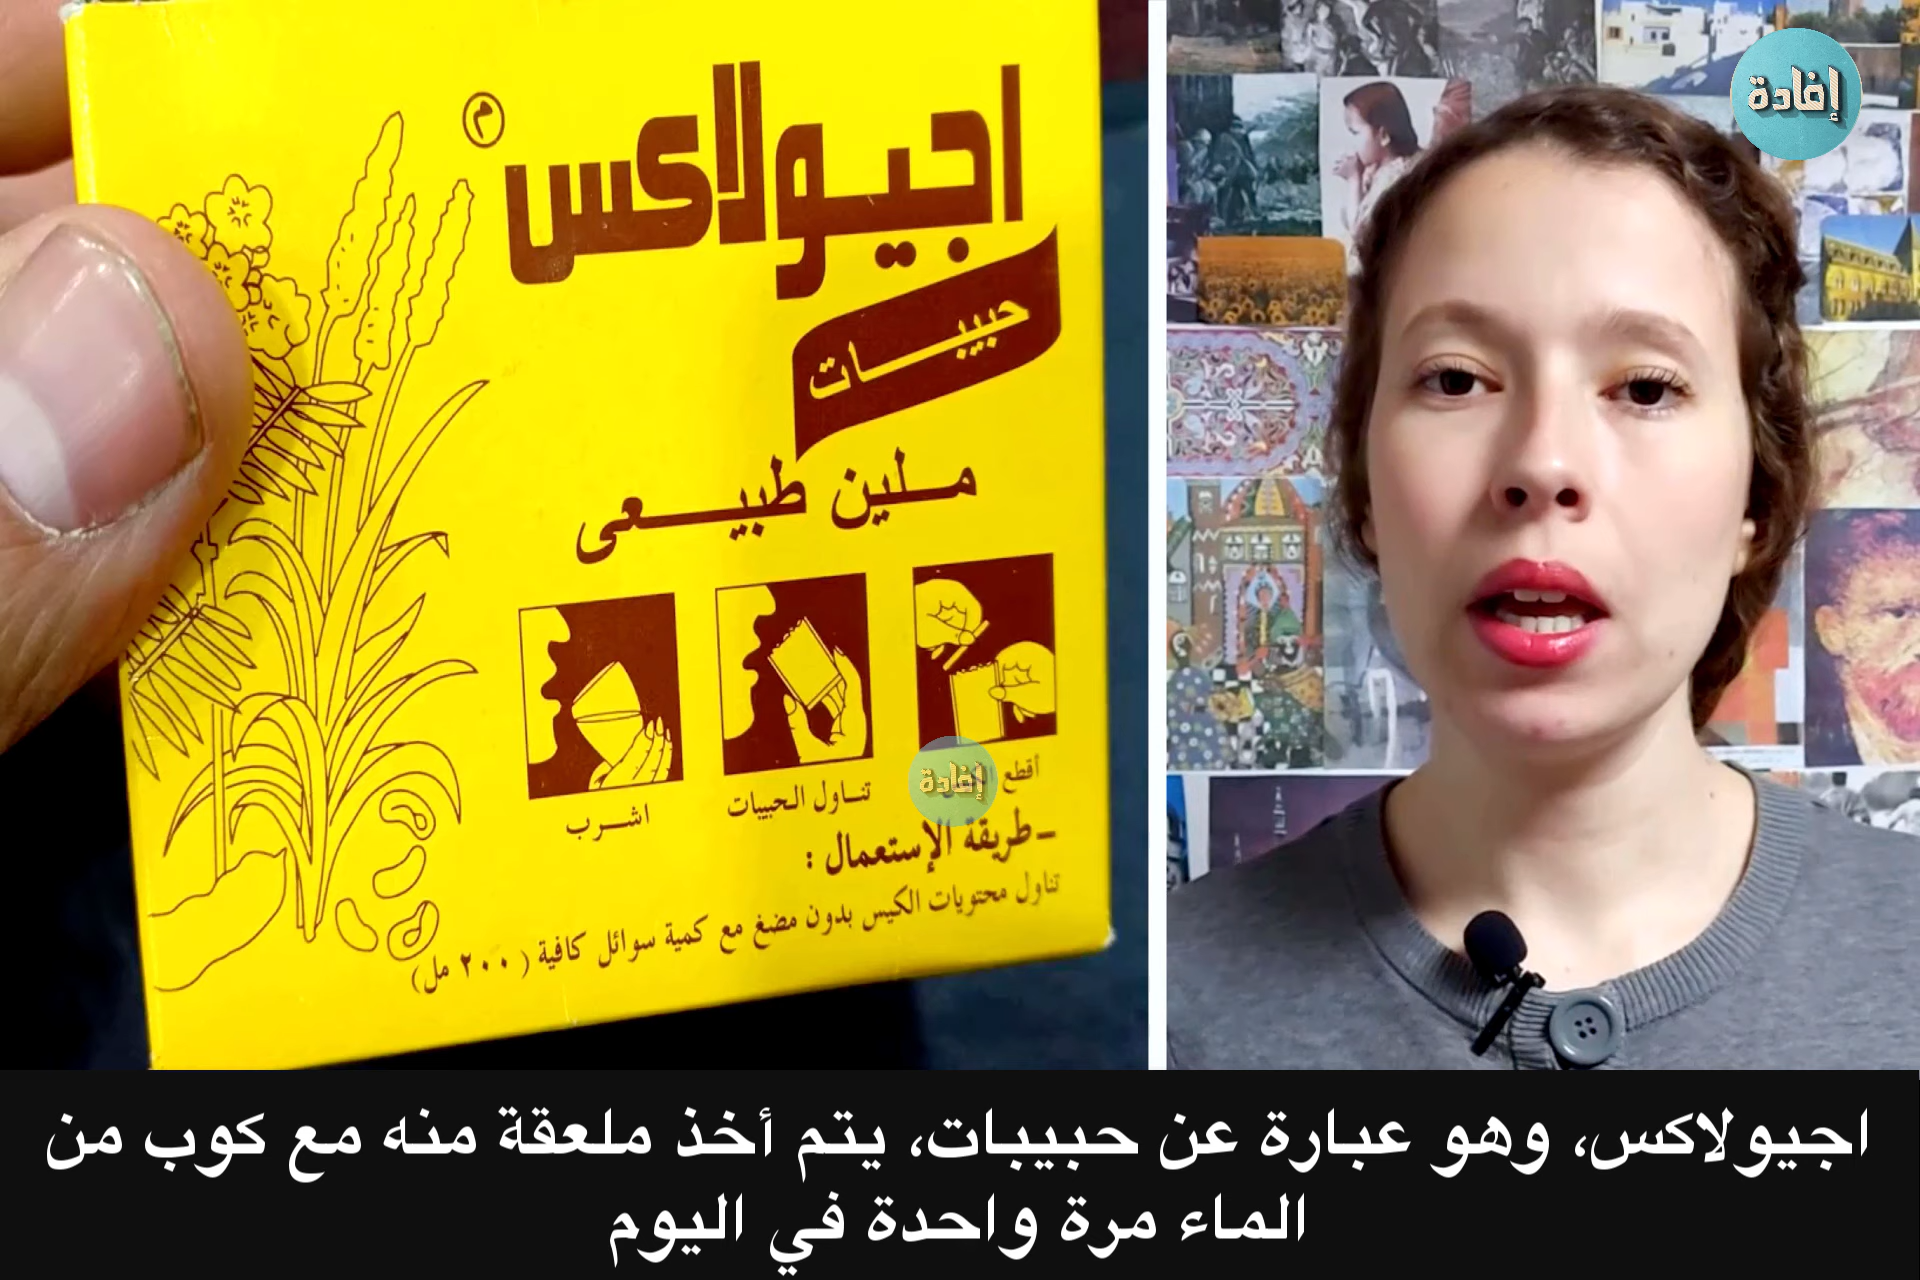 إفادة
م
اجيولاكس
حبيبات
ملين طبيعى
أقطع
تناول الحبيبات
اشرب
إفادة
ـ طريقة الإستعمال :
تناول محتويات الكيس بدون مضغ مع كمية سوائل كافية ( ٢٠٠ مل)
اجيولاكس، وهو عبارة عن حبيبات، يتم أخذ ملعقة منه مع كوب من
الماء مرة واحدة في اليوم